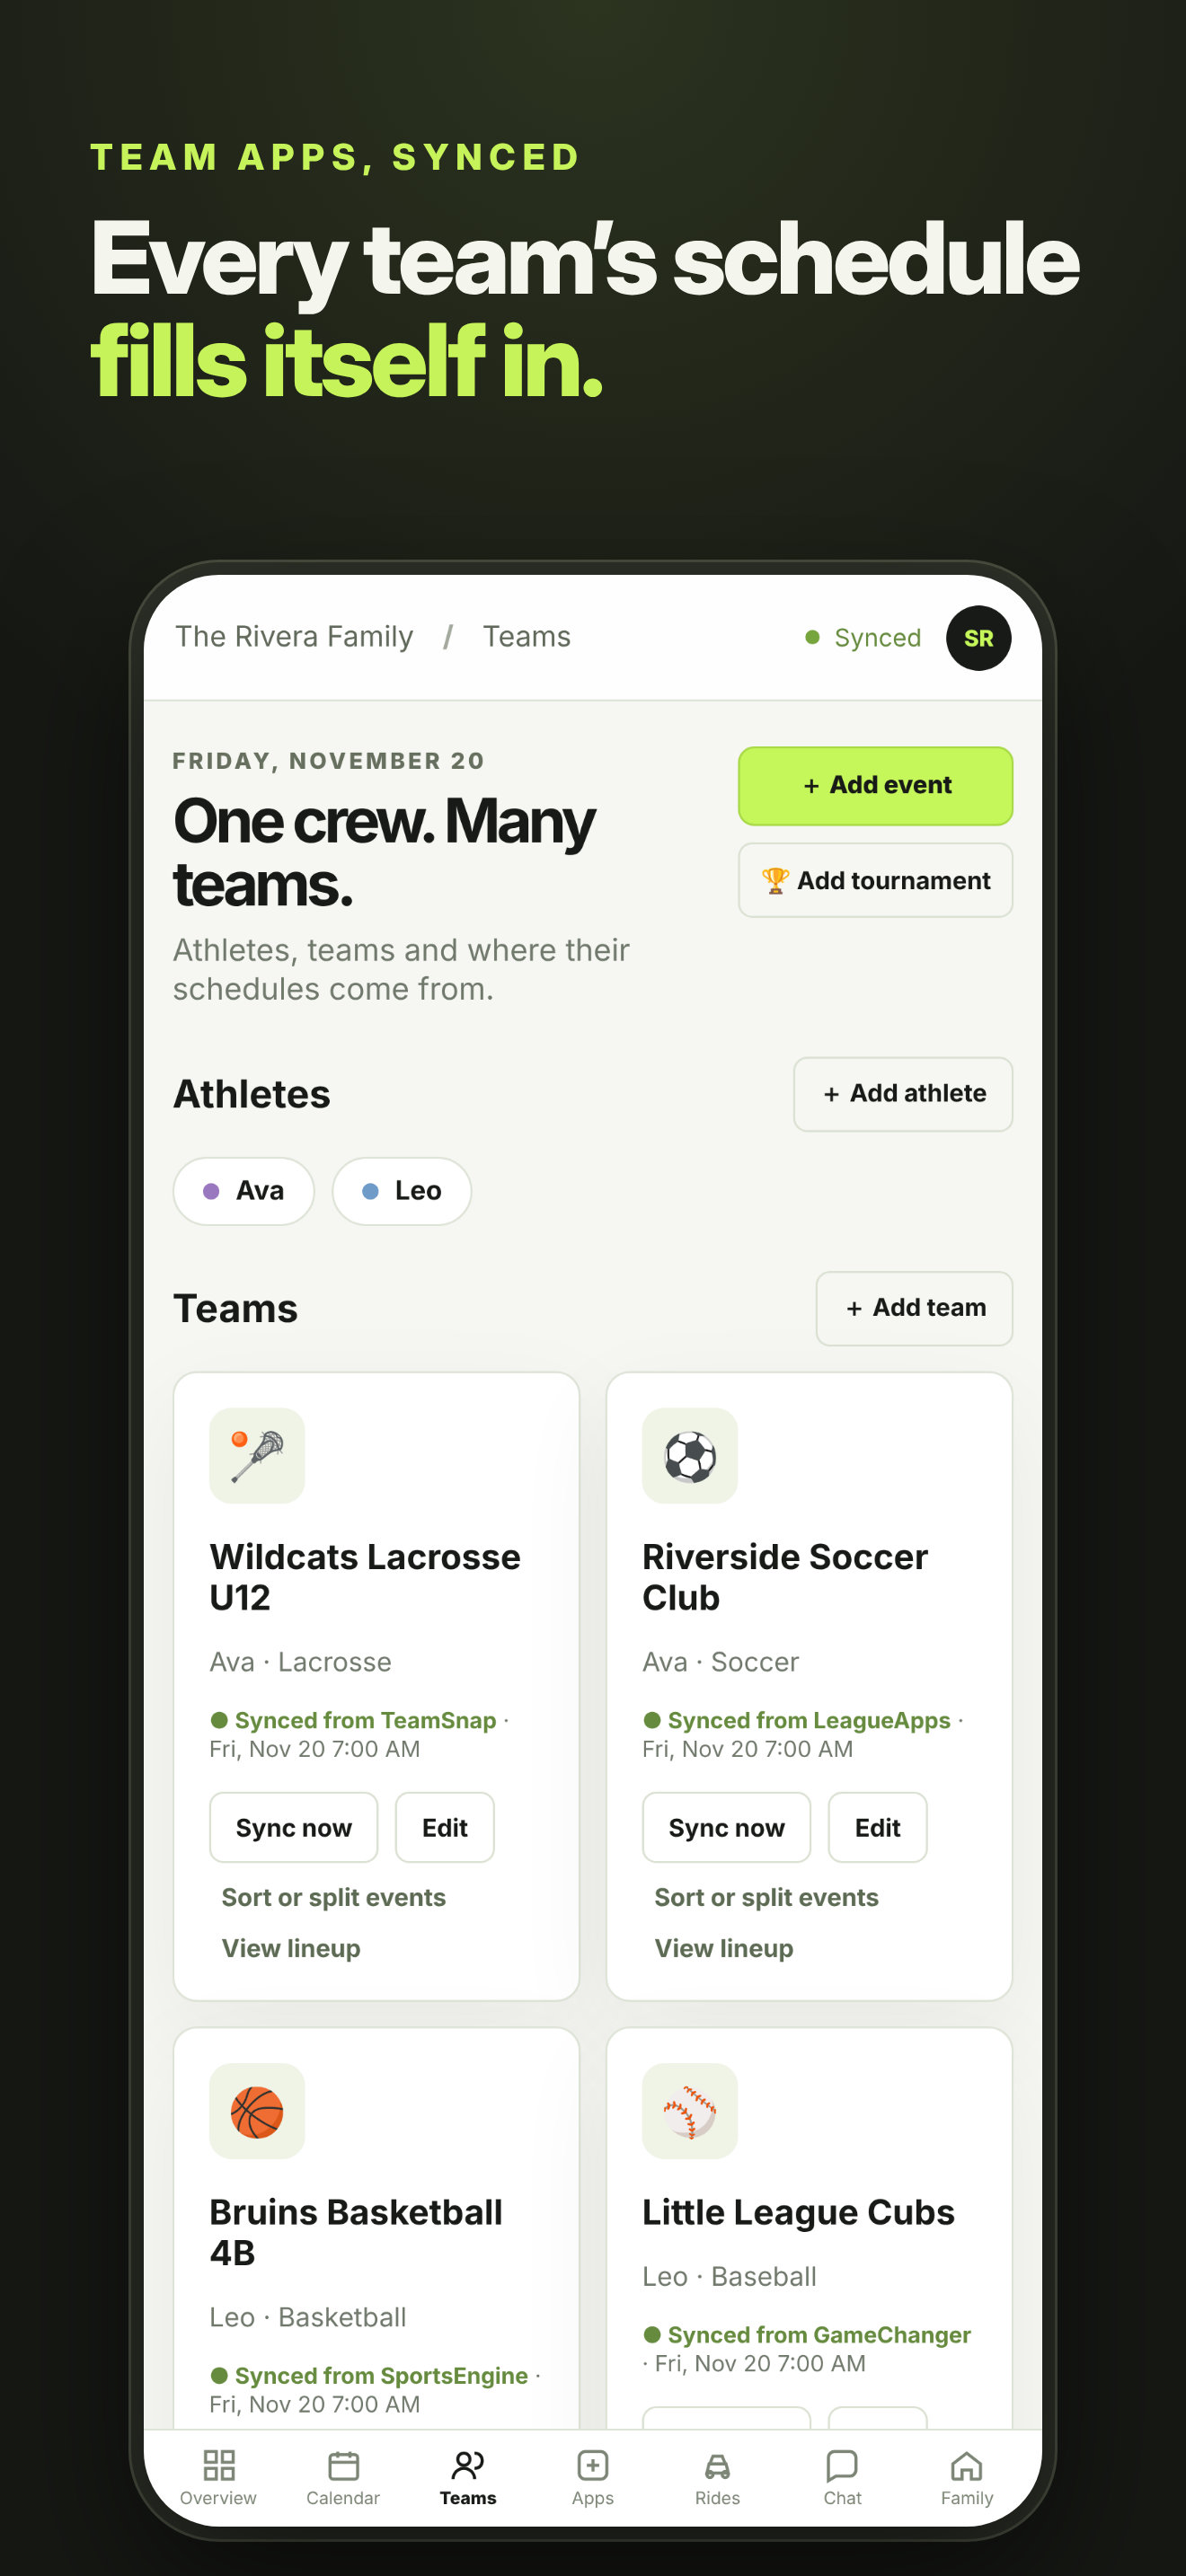 TEAM APPS, SYNCED
Every team's schedule
fills itself in.
The Rivera Family / Teams
Synced
SR
FRIDAY, NOVEMBER 20
One crew. Many
teams.
Athletes, teams and where their
schedules come from.
+ Add event
🏆 Add tournament
Athletes
+ Add athlete
Ava
Leo
Teams
+ Add team
Wildcats Lacrosse
U12
Ava · Lacrosse
Synced from TeamSnap ·
Fri, Nov 20 7:00 AM
Sync now
Edit
Sort or split events
View lineup
Riverside Soccer
Club
Ava · Soccer
Synced from LeagueApps ·
Fri, Nov 20 7:00 AM
Sync now
Edit
Sort or split events
View lineup
Bruins Basketball
4B
Leo · Basketball
Synced from SportsEngine ·
Fri, Nov 20 7:00 AM
Little League Cubs
Leo · Baseball
Synced from GameChanger
· Fri, Nov 20 7:00 AM
Overview
Calendar
Teams
Apps
Rides
Chat
Family